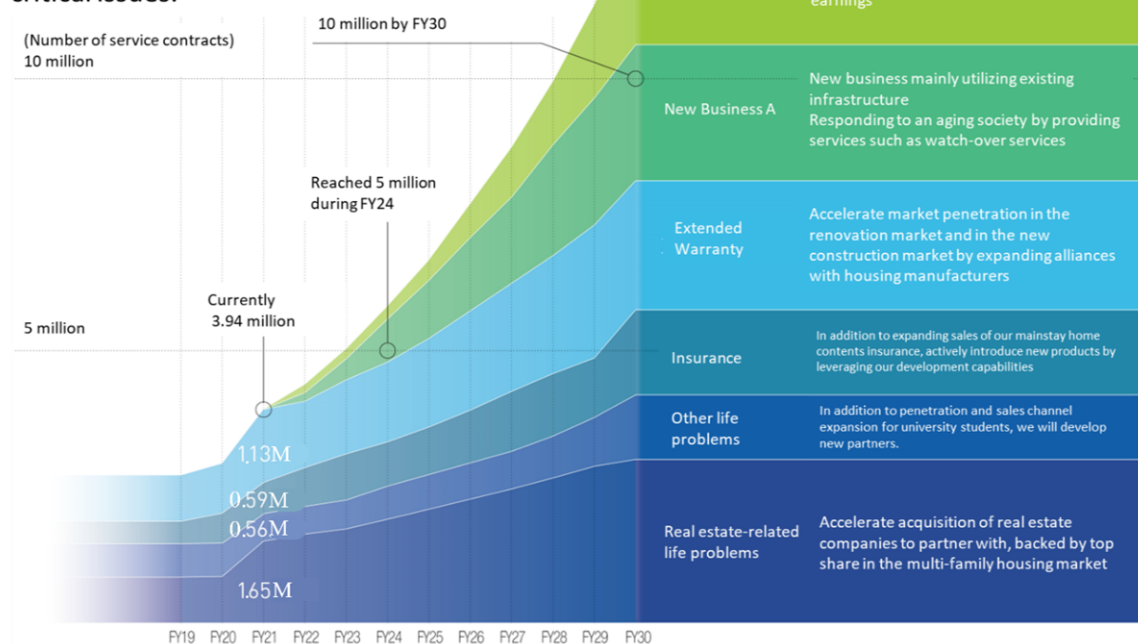 critical issues.
(Number of service contracts)
10 million
10 million by FY30
earnings
New Business A
New business mainly utilizing existing
infrastructure
Responding to an aging society by providing
services such as watch-over services
Reached 5 million
during FY24
Extended
Warranty
Accelerate market penetration in the
renovation market and in the new
construction market by expanding alliances
with housing manufacturers
Currently
3.94 million
5 million
Insurance
In addition to expanding sales of our mainstay home
contents insurance, actively introduce new products by
leveraging our development capabilities
Other life
problems
In addition to penetration and sales channel
expansion for university students, we will develop
new partners.
1.13M
0.59M
0.56M
1.65M
Real estate-related
life problems
Accelerate acquisition of real estate
companies to partner with, backed by top
share in the multi-family housing market
FY19 FY20 FY21 FY22 FY23 FY24 FY25 FY26 FY27 FY28 FY29 FY30